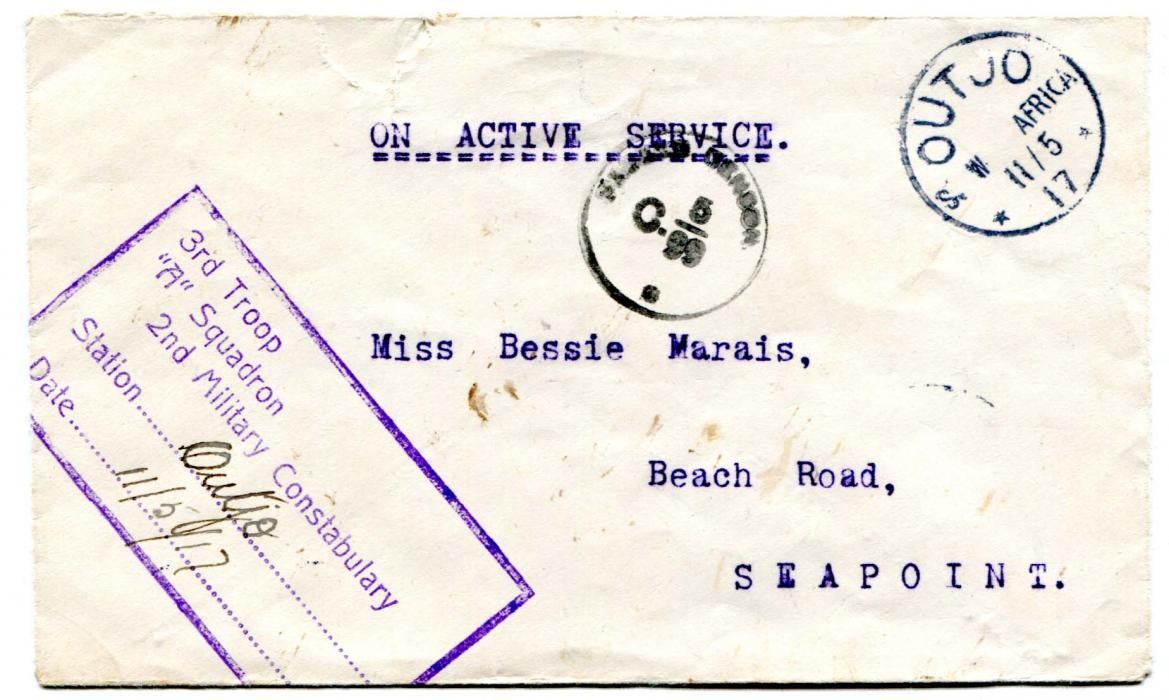 OUTJO
S W AFRICA
11/5
17
ON ACTIVE SERVICE.
C.
3rd Troop
"A" Squadron
2nd Military Constabulary
Station Outjo
Date 11/5/17
Miss Bessie Marais,
Beach Road,
SEAPOINT.